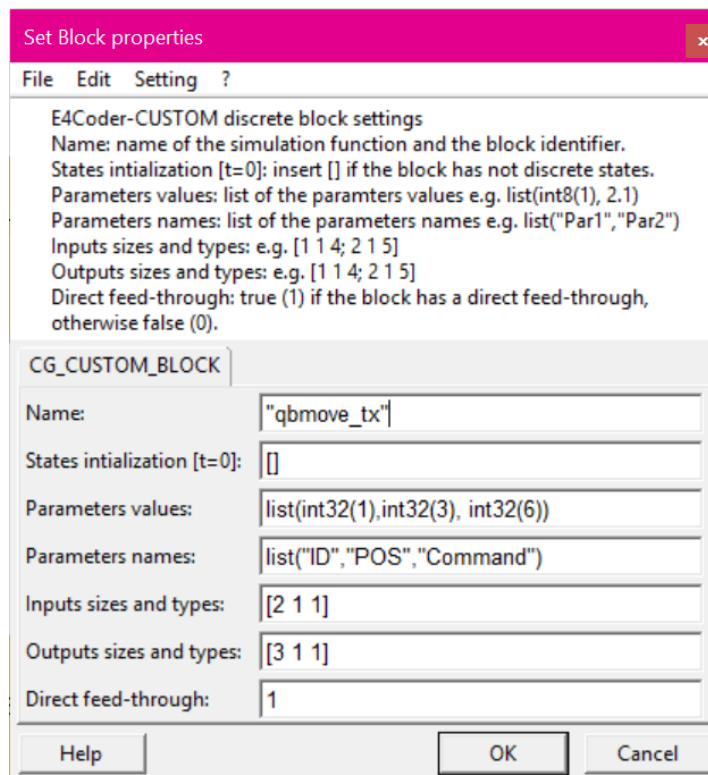 Set Block properties
x
File Edit Setting ?
E4Coder-CUSTOM discrete block settings
Name: name of the simulation function and the block identifier.
States intialization [t=0]: insert [] if the block has not discrete states.
Parameters values: list of the paramters values e.g. list(int8(1), 2.1)
Parameters names: list of the parameters names e.g. list("Par1","Par2")
Inputs sizes and types: e.g. [1 1 4; 2 1 5]
Outputs sizes and types: e.g. [1 1 4; 2 1 5]
Direct feed-through: true (1) if the block has a direct feed-through,
otherwise false (0).
CG_CUSTOM_BLOCK
Name: "qbmove_tx"
States intialization [t=0]: []
Parameters values: list(int32(1),int32(3), int32(6))
Parameters names: list("ID","POS","Command")
Inputs sizes and types: [2 1 1]
Outputs sizes and types: [3 1 1]
Direct feed-through: 1
Help OK Cancel